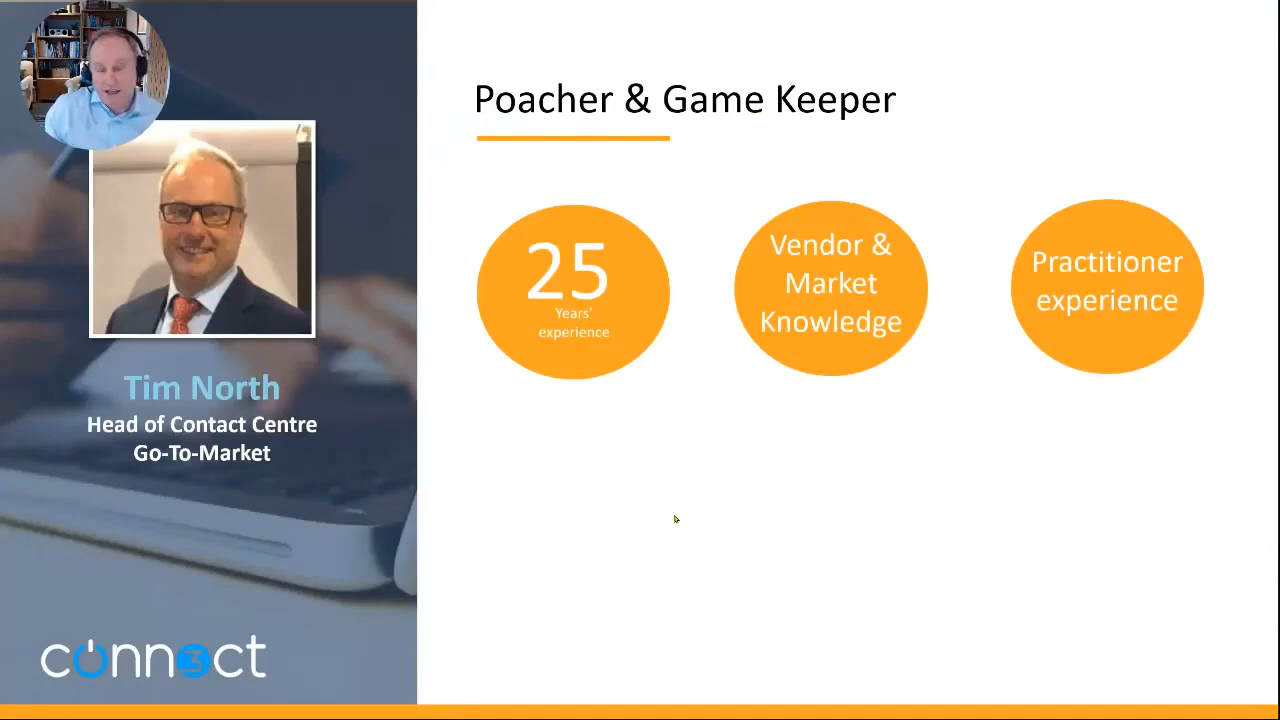 Poacher & Game Keeper
25
Years'
experience
Vendor &
Market
Knowledge
Practitioner
experience
Tim North
Head of Contact Centre
Go-To-Market
conn3ct